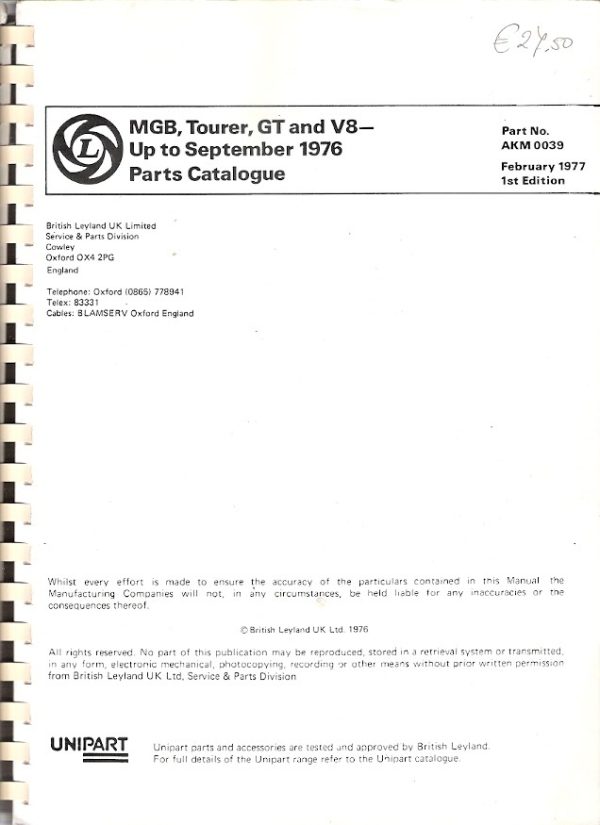 € 24,50
MGB, Tourer, GT and V8—
Up to September 1976
Parts Catalogue
Part No.
AKM 0039
February 1977
1st Edition
L
British Leyland UK Limited
Service & Parts Division
Cowley
Oxford OX4 2PG
England
Telephone: Oxford (0865) 778941
Telex: 83331
Cables: BLAMSERV Oxford England
Whilst every effort is made to ensure the accuracy of the particulars contained in this Manual the
Manufacturing Companies will not, in any circumstances, be held liable for any inaccuracies or the
consequences thereof.
© British Leyland UK Ltd. 1976
All rights reserved. No part of this publication may be reproduced, stored in a retrieval system or transmitted,
in any form, electronic mechanical, photocopying, recording or other means without prior written permission
from British Leyland UK Ltd, Service & Parts Division
UNIPART
Unipart parts and accessories are tested and approved by British Leyland.
For full details of the Unipart range refer to the Unipart catalogue.